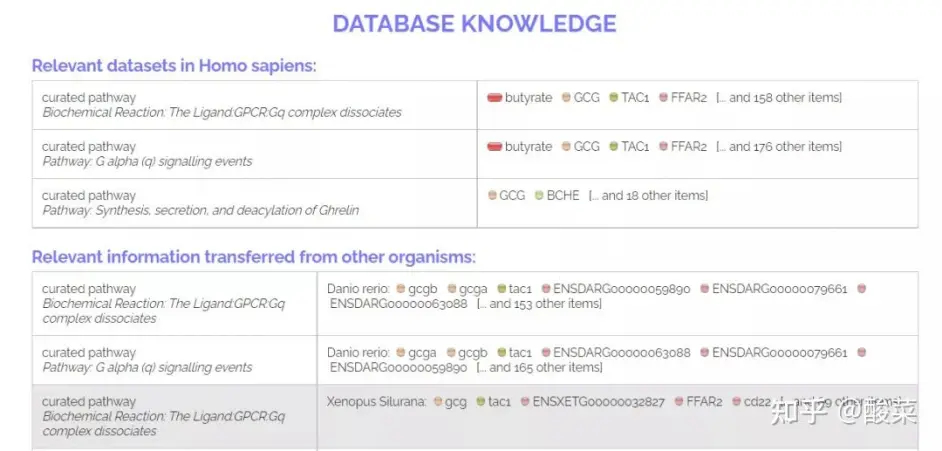 DATABASE KNOWLEDGE
Relevant datasets in Homo sapiens:
curated pathway
Biochemical Reaction: The Ligand:GPCR:Gq complex dissociates
butyrate GCG TAC1 FFAR2 [... and 158 other items]
curated pathway
Pathway: G alpha (q) signalling events
butyrate GCG TAC1 FFAR2 [... and 176 other items]
curated pathway
Pathway: Synthesis, secretion, and deacylation of Ghrelin
GCG BCHE [... and 18 other items]
Relevant information transferred from other organisms:
curated pathway
Biochemical Reaction: The Ligand:GPCR:Gq
complex dissociates
Danio rerio: gcgb gcga tac1 ENSDARG00000059890 ENSDARG00000079661
ENSDARG00000063088 [... and 153 other items]
curated pathway
Pathway: G alpha (q) signalling events
Danio rerio: gcga gcgb tac1 ENSDARG00000063088 ENSDARG00000079661
ENSDARG00000059890 [... and 165 other items]
curated pathway
Biochemical Reaction: The Ligand:GPCR:Gq
complex dissociates
Xenopus Silurana: gcg tac1 ENSXETG00000032827 FFAR2 cd22 other items]
知乎 @酸菜